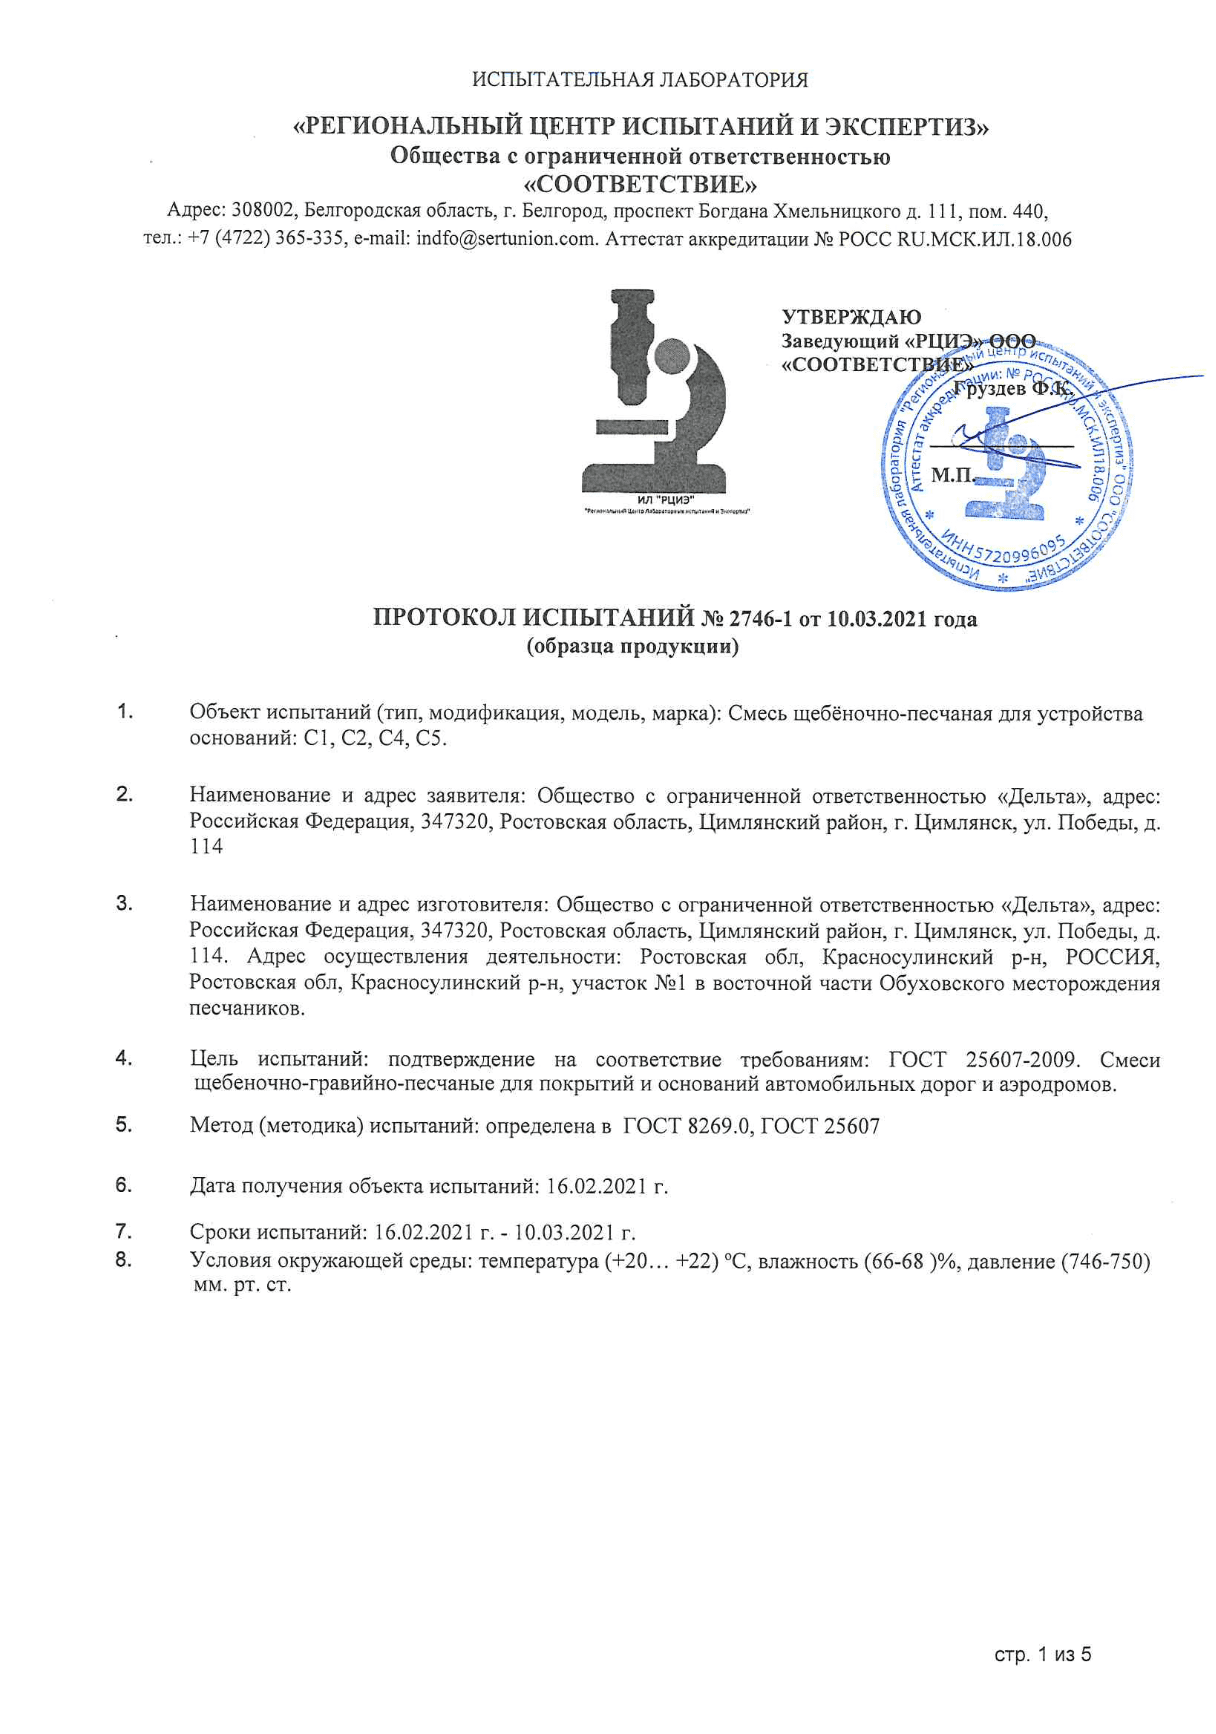 ИСПЫТАТЕЛЬНАЯ ЛАБОРАТОРИЯ
«РЕГИОНАЛЬНЫЙ ЦЕНТР ИСПЫТАНИЙ И ЭКСПЕРТИЗ»
Общества с ограниченной ответственностью
«СООТВЕТСТВИЕ»
Адрес: 308002, Белгородская область, г. Белгород, проспект Богдана Хмельницкого д. 111, пом. 440,
тел.: +7 (4722) 365-335, e-mail: indfo@sertunion.com. Аттестат аккредитации № РОСС RU.МСК.ИЛ.18.006
УТВЕРЖДАЮ
Заведующий «РЦИЭ» ООО
«СООТВЕТСТВИЕ»
Груздев Ф.К.
М.П.
Испытательная лаборатория "Региональный центр испытаний и экспертиз" ООО "СООТВЕТСТВИЕ"
Аттестат аккредитации: № РОСС RU.МСК.ИЛ18.006
ИНН5720996095
ИЛ "РЦИЭ"
"Региональный Центр Лабораторных испытаний и Экспертиз"
ПРОТОКОЛ ИСПЫТАНИЙ № 2746-1 от 10.03.2021 года
(образца продукции)
1. Объект испытаний (тип, модификация, модель, марка): Смесь щебёночно-песчаная для устройства
оснований: С1, С2, С4, С5.
2. Наименование и адрес заявителя: Общество с ограниченной ответственностью «Дельта», адрес:
Российская Федерация, 347320, Ростовская область, Цимлянский район, г. Цимлянск, ул. Победы, д.
114
3. Наименование и адрес изготовителя: Общество с ограниченной ответственностью «Дельта», адрес:
Российская Федерация, 347320, Ростовская область, Цимлянский район, г. Цимлянск, ул. Победы, д.
114. Адрес осуществления деятельности: Ростовская обл, Красносулинский р-н, РОССИЯ,
Ростовская обл, Красносулинский р-н, участок №1 в восточной части Обуховского месторождения
песчаников.
4. Цель испытаний: подтверждение на соответствие требованиям: ГОСТ 25607-2009. Смеси
щебеночно-гравийно-песчаные для покрытий и оснований автомобильных дорог и аэродромов.
5. Метод (методика) испытаний: определена в ГОСТ 8269.0, ГОСТ 25607
6. Дата получения объекта испытаний: 16.02.2021 г.
7. Сроки испытаний: 16.02.2021 г. - 10.03.2021 г.
8. Условия окружающей среды: температура (+20… +22) ºС, влажность (66-68 )%, давление (746-750)
мм. рт. ст.
стр. 1 из 5